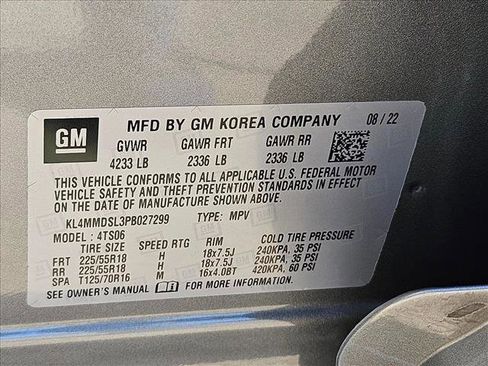 GM
MFD BY GM KOREA COMPANY 08/22
GVWR GAWR FRT GAWR RR
4233 LB 2336 LB 2336 LB
THIS VEHICLE CONFORMS TO ALL APPLICABLE U.S. FEDERAL MOTOR
VEHICLE SAFETY AND THEFT PREVENTION STANDARDS IN EFFECT
ON THE DATE OF MANUFACTURE SHOWN ABOVE.
KL4MMDSL3PB027299 TYPE: MPV
MODEL: 4TS06
TIRE SIZE SPEED RTG RIM COLD TIRE PRESSURE
FRT 225/55R18 H 18x7.5J 240KPA, 35 PSI
RR 225/55R18 H 18x7.5J 240KPA, 35 PSI
SPA T125/70R16 M 16x4.0BT 420KPA, 60 PSI
SEE OWNER'S MANUAL FOR MORE INFORMATION.